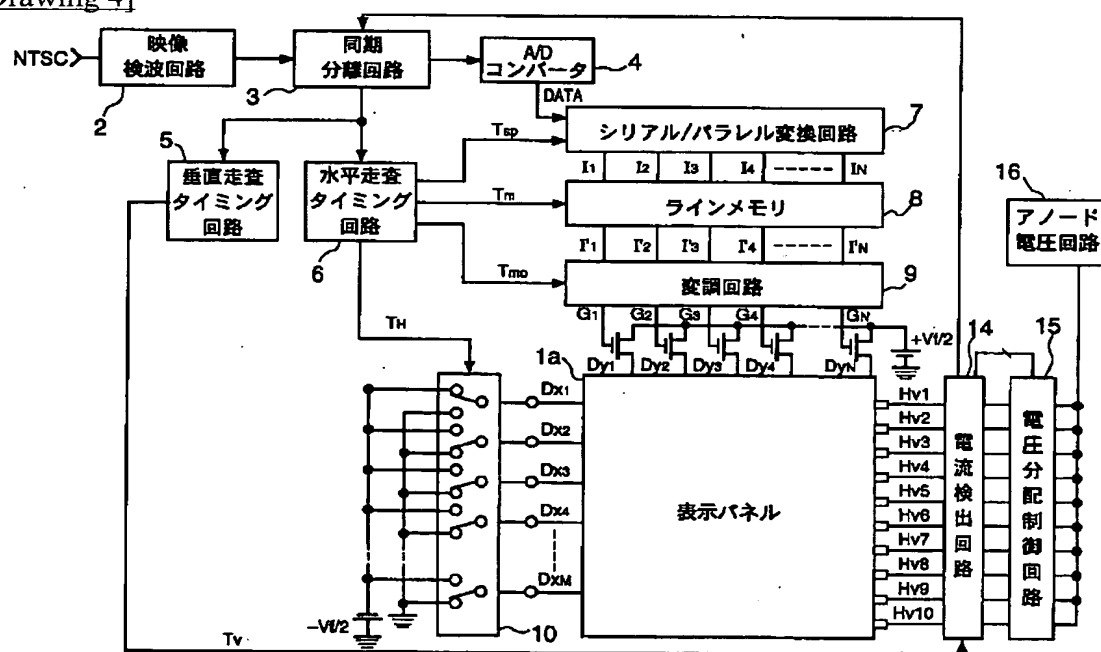 Drawing 4]
NTSC
映像
検波回路
2
同期
分離回路
3
A/D
コンバータ
4
DATA
5
垂直走査
タイミング
回路
水平走査
タイミング
回路
6
Tsp
Tm
Tmo
TH
シリアル/パラレル変換回路
7
I1 I2 I3 I4 IN
ラインメモリ
8
I'1 I'2 I'3 I'4 I'N
変調回路
9
G1 G2 G3 G4 GN
+Vf/2
Dy1 Dy2 Dy3 Dy4 DyN
1a
表示パネル
Dx1
Dx2
Dx3
Dx4
DxM
-Vf/2
10
Tv
Hv1
Hv2
Hv3
Hv4
Hv5
Hv6
Hv7
Hv8
Hv9
Hv10
14
電流検出回路
15
電圧分配制御回路
16
アノード
電圧回路